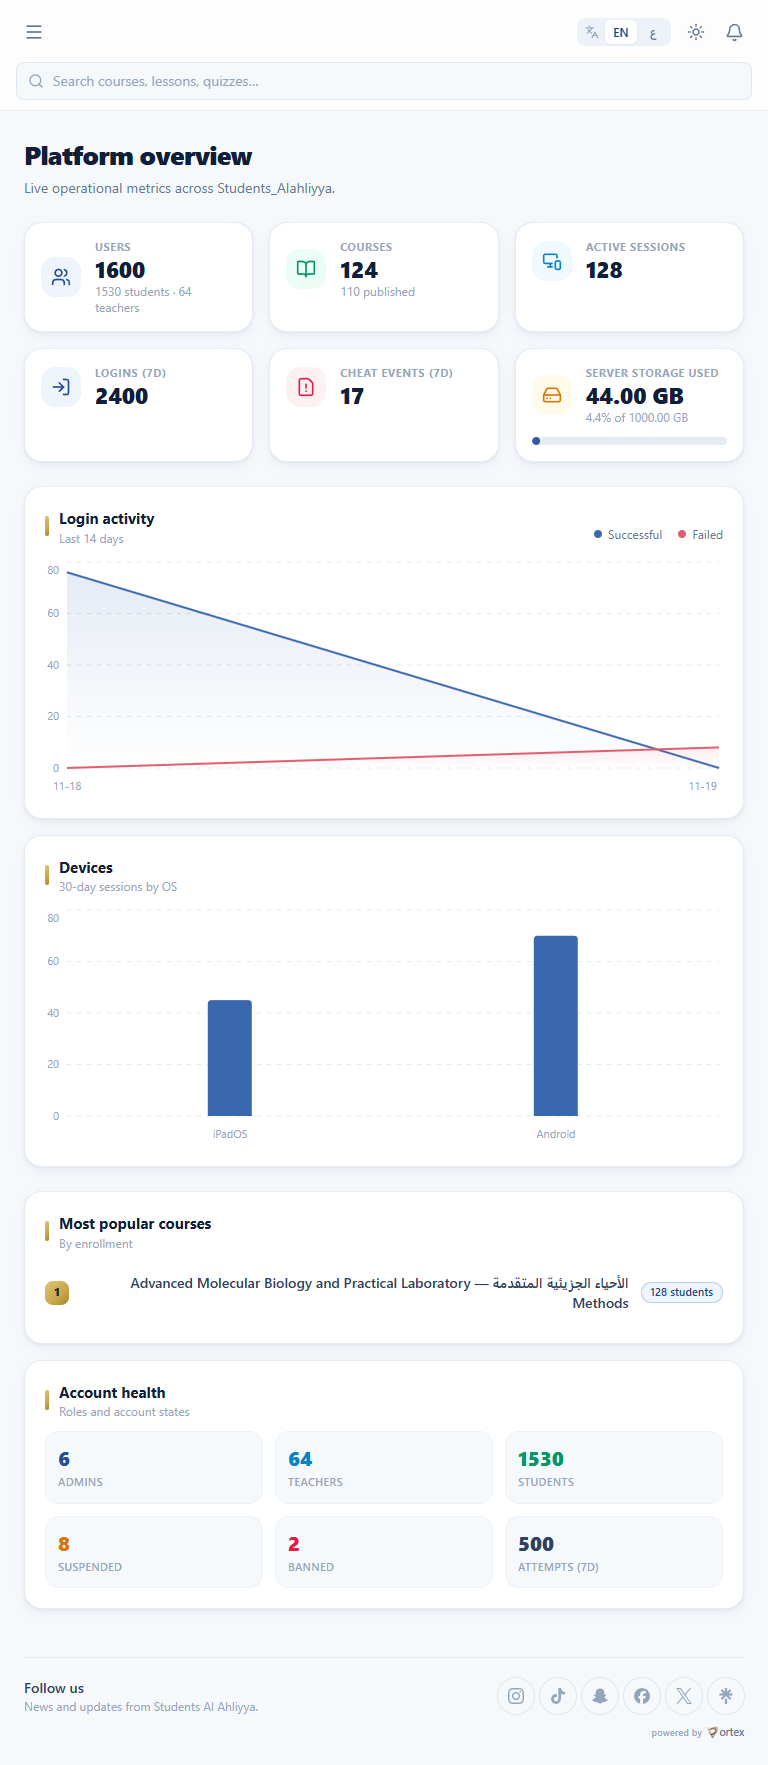 EN
ع
Search courses, lessons, quizzes...
Platform overview
Live operational metrics across Students_Alahliyya.
USERS
1600
1530 students · 64
teachers
COURSES
124
110 published
ACTIVE SESSIONS
128
LOGINS (7D)
2400
CHEAT EVENTS (7D)
17
SERVER STORAGE USED
44.00 GB
4.4% of 1000.00 GB
Login activity
Last 14 days
Successful
Failed
80
60
40
20
0
11-18
11-19
Devices
30-day sessions by OS
80
60
40
20
0
iPadOS
Android
Most popular courses
By enrollment
1
الأحياء الجزيئية المتقدمة — Advanced Molecular Biology and Practical Laboratory
Methods
128 students
Account health
Roles and account states
6
ADMINS
64
TEACHERS
1530
STUDENTS
8
SUSPENDED
2
BANNED
500
ATTEMPTS (7D)
Follow us
News and updates from Students Al Ahliyya.
powered by ortex